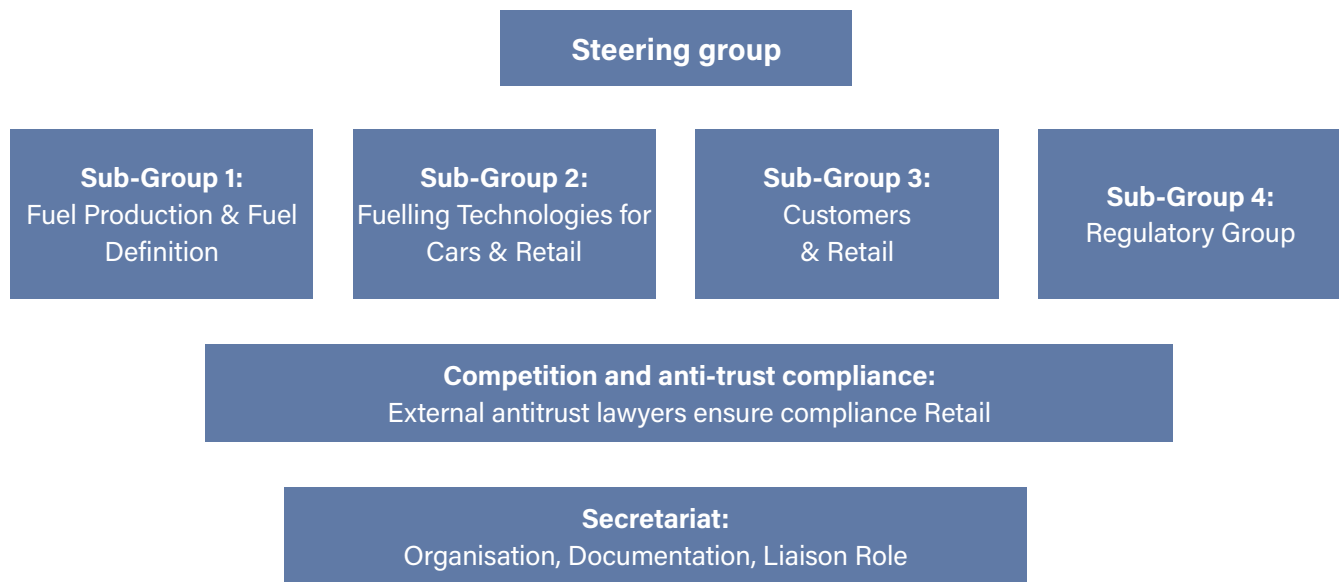 Steering group
Sub-Group 1:
Fuel Production & Fuel
Definition
Sub-Group 2:
Fuelling Technologies for
Cars & Retail
Sub-Group 3:
Customers
& Retail
Sub-Group 4:
Regulatory Group
Competition and anti-trust compliance:
External antitrust lawyers ensure compliance Retail
Secretariat:
Organisation, Documentation, Liaison Role